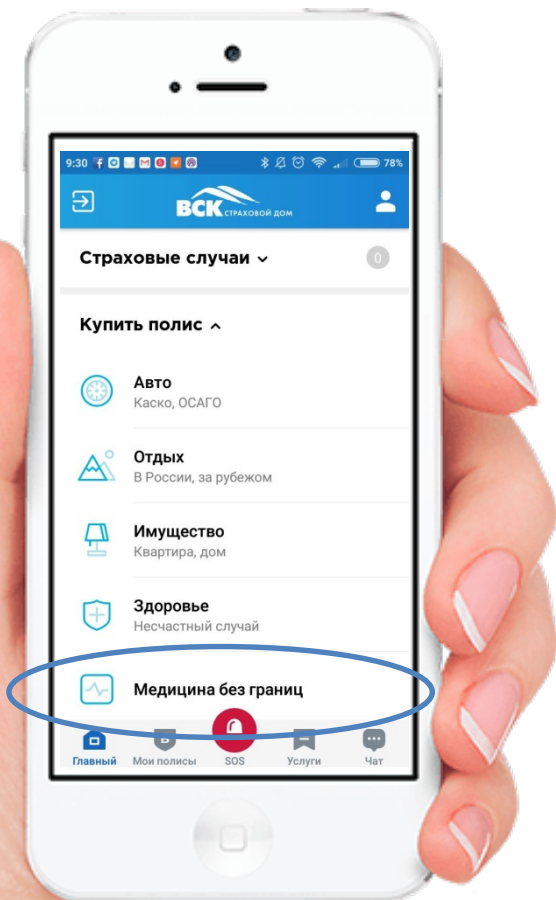 9:30
78%
ВСК СТРАХОВОЙ ДОМ
Страховые случаи
0
Купить полис
Авто
Каско, ОСАГО
Отдых
В России, за рубежом
Имущество
Квартира, дом
Здоровье
Несчастный случай
Медицина без границ
Главный Мои полисы SOS Услуги Чат